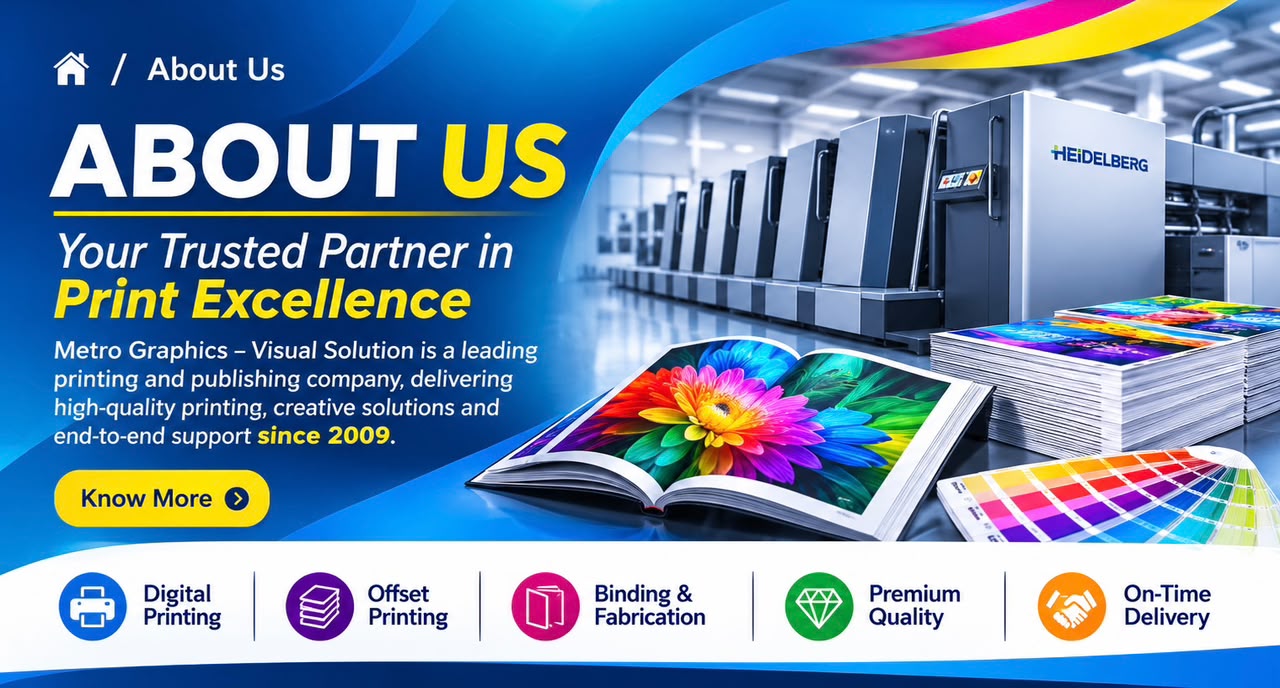 / About Us
ABOUT US
Your Trusted Partner in
Print Excellence
Metro Graphics – Visual Solution is a leading
printing and publishing company, delivering
high-quality printing, creative solutions and
end-to-end support since 2009.
Know More
HEIDELBERG
Digital
Printing
Offset
Printing
Binding &
Fabrication
Premium
Quality
On-Time
Delivery